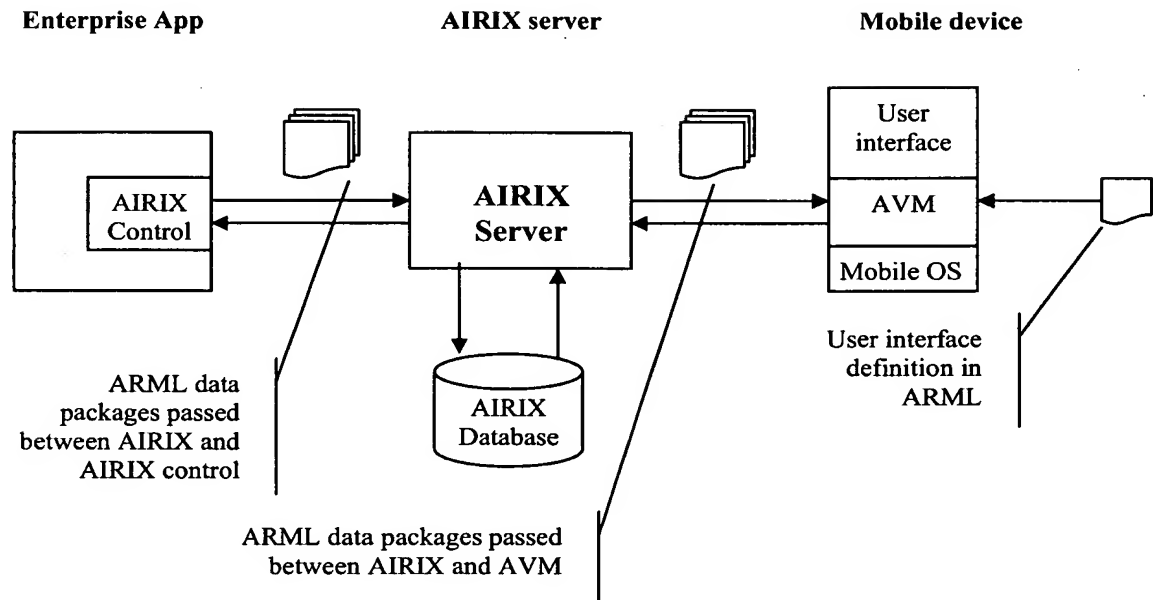 Enterprise App
AIRIX server
Mobile device
User
interface
AIRIX
Control
AIRIX
Server
AVM
Mobile OS
AIRIX
Database
ARML data
packages passed
between AIRIX and
AIRIX control
ARML data packages passed
between AIRIX and AVM
User interface
definition in
ARML